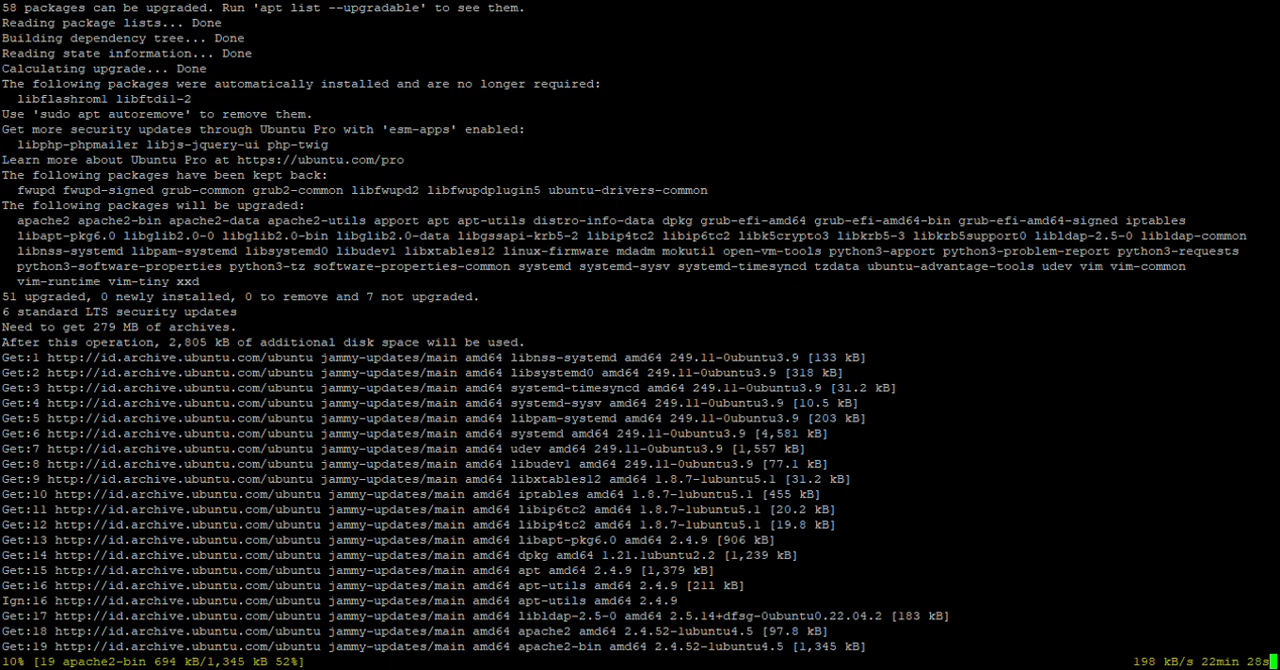 58 packages can be upgraded. Run 'apt list --upgradable' to see them.
Reading package lists... Done
Building dependency tree... Done
Reading state information... Done
Calculating upgrade... Done
The following packages were automatically installed and are no longer required:
  libflashrom1 libftdi1-2
Use 'sudo apt autoremove' to remove them.
Get more security updates through Ubuntu Pro with 'esm-apps' enabled:
  libphp-phpmailer libjs-jquery-ui php-twig
Learn more about Ubuntu Pro at https://ubuntu.com/pro
The following packages have been kept back:
  fwupd fwupd-signed grub-common grub2-common libfwupd2 libfwupdplugin5 ubuntu-drivers-common
The following packages will be upgraded:
  apache2 apache2-bin apache2-data apache2-utils apport apt apt-utils distro-info-data dpkg grub-efi-amd64 grub-efi-amd64-bin grub-efi-amd64-signed iptables
  libapt-pkg6.0 libglib2.0-0 libglib2.0-bin libglib2.0-data libgssapi-krb5-2 libip4tc2 libip6tc2 libk5crypto3 libkrb5-3 libkrb5support0 libldap-2.5-0 libldap-common
  libnss-systemd libpam-systemd libsystemd0 libudev1 libxtables12 linux-firmware mdadm mokutil open-vm-tools python3-apport python3-problem-report python3-requests
  python3-software-properties python3-tz software-properties-common systemd systemd-sysv systemd-timesyncd tzdata ubuntu-advantage-tools udev vim vim-common
  vim-runtime vim-tiny xxd
51 upgraded, 0 newly installed, 0 to remove and 7 not upgraded.
6 standard LTS security updates
Need to get 279 MB of archives.
After this operation, 2,805 kB of additional disk space will be used.
Get:1 http://id.archive.ubuntu.com/ubuntu jammy-updates/main amd64 libnss-systemd amd64 249.11-0ubuntu3.9 [133 kB]
Get:2 http://id.archive.ubuntu.com/ubuntu jammy-updates/main amd64 libsystemd0 amd64 249.11-0ubuntu3.9 [318 kB]
Get:3 http://id.archive.ubuntu.com/ubuntu jammy-updates/main amd64 systemd-timesyncd amd64 249.11-0ubuntu3.9 [31.2 kB]
Get:4 http://id.archive.ubuntu.com/ubuntu jammy-updates/main amd64 systemd-sysv amd64 249.11-0ubuntu3.9 [10.5 kB]
Get:5 http://id.archive.ubuntu.com/ubuntu jammy-updates/main amd64 libpam-systemd amd64 249.11-0ubuntu3.9 [203 kB]
Get:6 http://id.archive.ubuntu.com/ubuntu jammy-updates/main amd64 systemd amd64 249.11-0ubuntu3.9 [4,581 kB]
Get:7 http://id.archive.ubuntu.com/ubuntu jammy-updates/main amd64 udev amd64 249.11-0ubuntu3.9 [1,557 kB]
Get:8 http://id.archive.ubuntu.com/ubuntu jammy-updates/main amd64 libudev1 amd64 249.11-0ubuntu3.9 [77.1 kB]
Get:9 http://id.archive.ubuntu.com/ubuntu jammy-updates/main amd64 libxtables12 amd64 1.8.7-1ubuntu5.1 [31.2 kB]
Get:10 http://id.archive.ubuntu.com/ubuntu jammy-updates/main amd64 iptables amd64 1.8.7-1ubuntu5.1 [455 kB]
Get:11 http://id.archive.ubuntu.com/ubuntu jammy-updates/main amd64 libip6tc2 amd64 1.8.7-1ubuntu5.1 [20.2 kB]
Get:12 http://id.archive.ubuntu.com/ubuntu jammy-updates/main amd64 libip4tc2 amd64 1.8.7-1ubuntu5.1 [19.8 kB]
Get:13 http://id.archive.ubuntu.com/ubuntu jammy-updates/main amd64 libapt-pkg6.0 amd64 2.4.9 [906 kB]
Get:14 http://id.archive.ubuntu.com/ubuntu jammy-updates/main amd64 dpkg amd64 1.21.1ubuntu2.2 [1,239 kB]
Get:15 http://id.archive.ubuntu.com/ubuntu jammy-updates/main amd64 apt amd64 2.4.9 [1,379 kB]
Get:16 http://id.archive.ubuntu.com/ubuntu jammy-updates/main amd64 apt-utils amd64 2.4.9 [211 kB]
Ign:16 http://id.archive.ubuntu.com/ubuntu jammy-updates/main amd64 apt-utils amd64 2.4.9
Get:17 http://id.archive.ubuntu.com/ubuntu jammy-updates/main amd64 libldap-2.5-0 amd64 2.5.14+dfsg-0ubuntu0.22.04.2 [183 kB]
Get:18 http://id.archive.ubuntu.com/ubuntu jammy-updates/main amd64 apache2 amd64 2.4.52-1ubuntu4.5 [97.8 kB]
Get:19 http://id.archive.ubuntu.com/ubuntu jammy-updates/main amd64 apache2-bin amd64 2.4.52-1ubuntu4.5 [1,345 kB]
10% [19 apache2-bin 694 kB/1,345 kB 52%] 198 kB/s 22min 28s